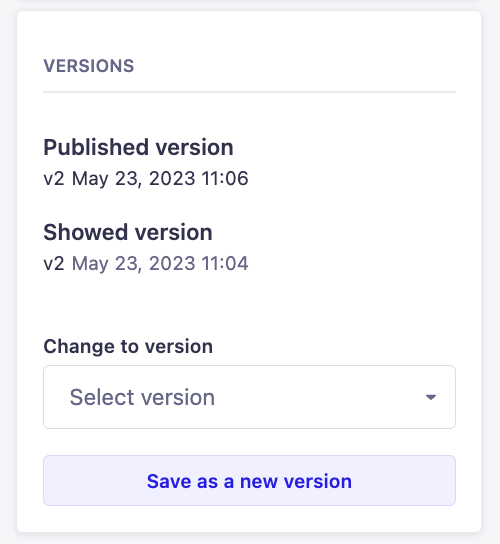 VERSIONS
Published version
v2 May 23, 2023 11:06
Showed version
v2 May 23, 2023 11:04
Change to version
Select version
Save as a new version